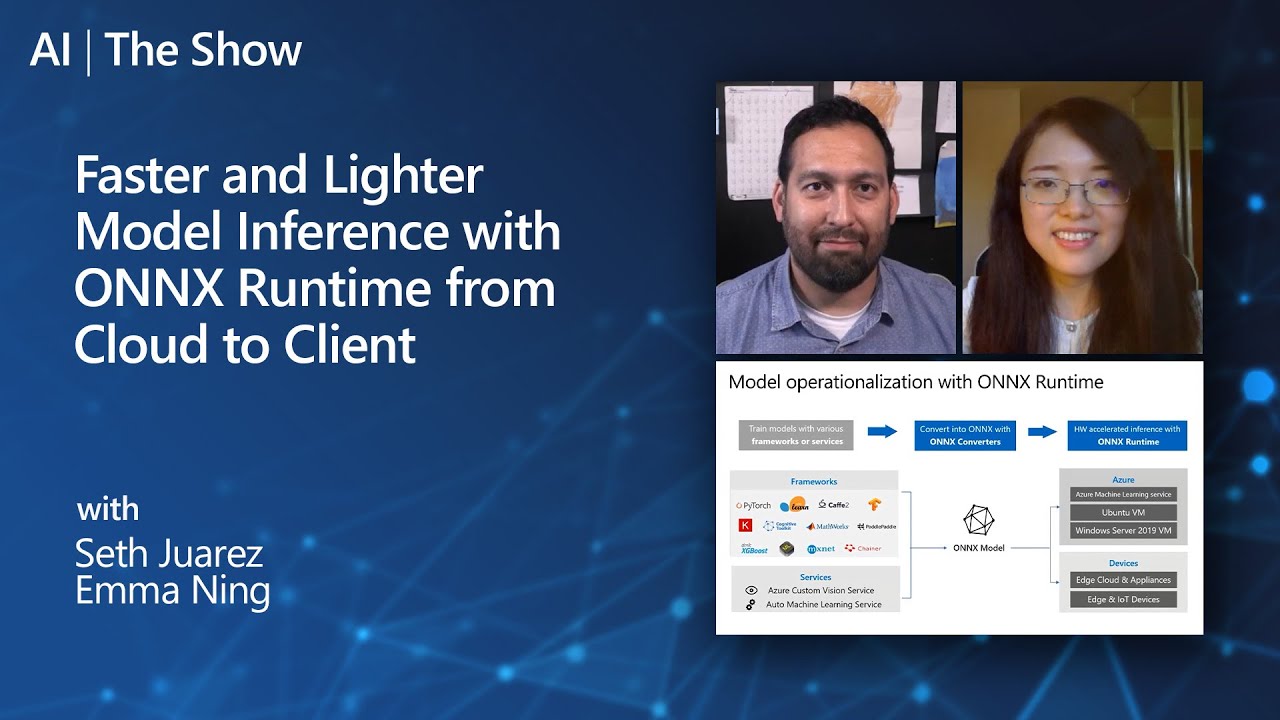 AI | The Show
Faster and Lighter
Model Inference with
ONNX Runtime from
Cloud to Client
with
Seth Juarez
Emma Ning
Model operationalization with ONNX Runtime
Train models with various
frameworks or services
Convert into ONNX with
ONNX Converters
HW accelerated inference with
ONNX Runtime
Frameworks
PyTorch
learn
Caffe2
K
Cognitive
Toolkit
MathWorks
PaddlePaddle
XGBoost
mxnet
Chainer
Services
Azure Custom Vision Service
Auto Machine Learning Service
ONNX Model
Azure
Azure Machine Learning service
Ubuntu VM
Windows Server 2019 VM
Devices
Edge Cloud & Appliances
Edge & IoT Devices